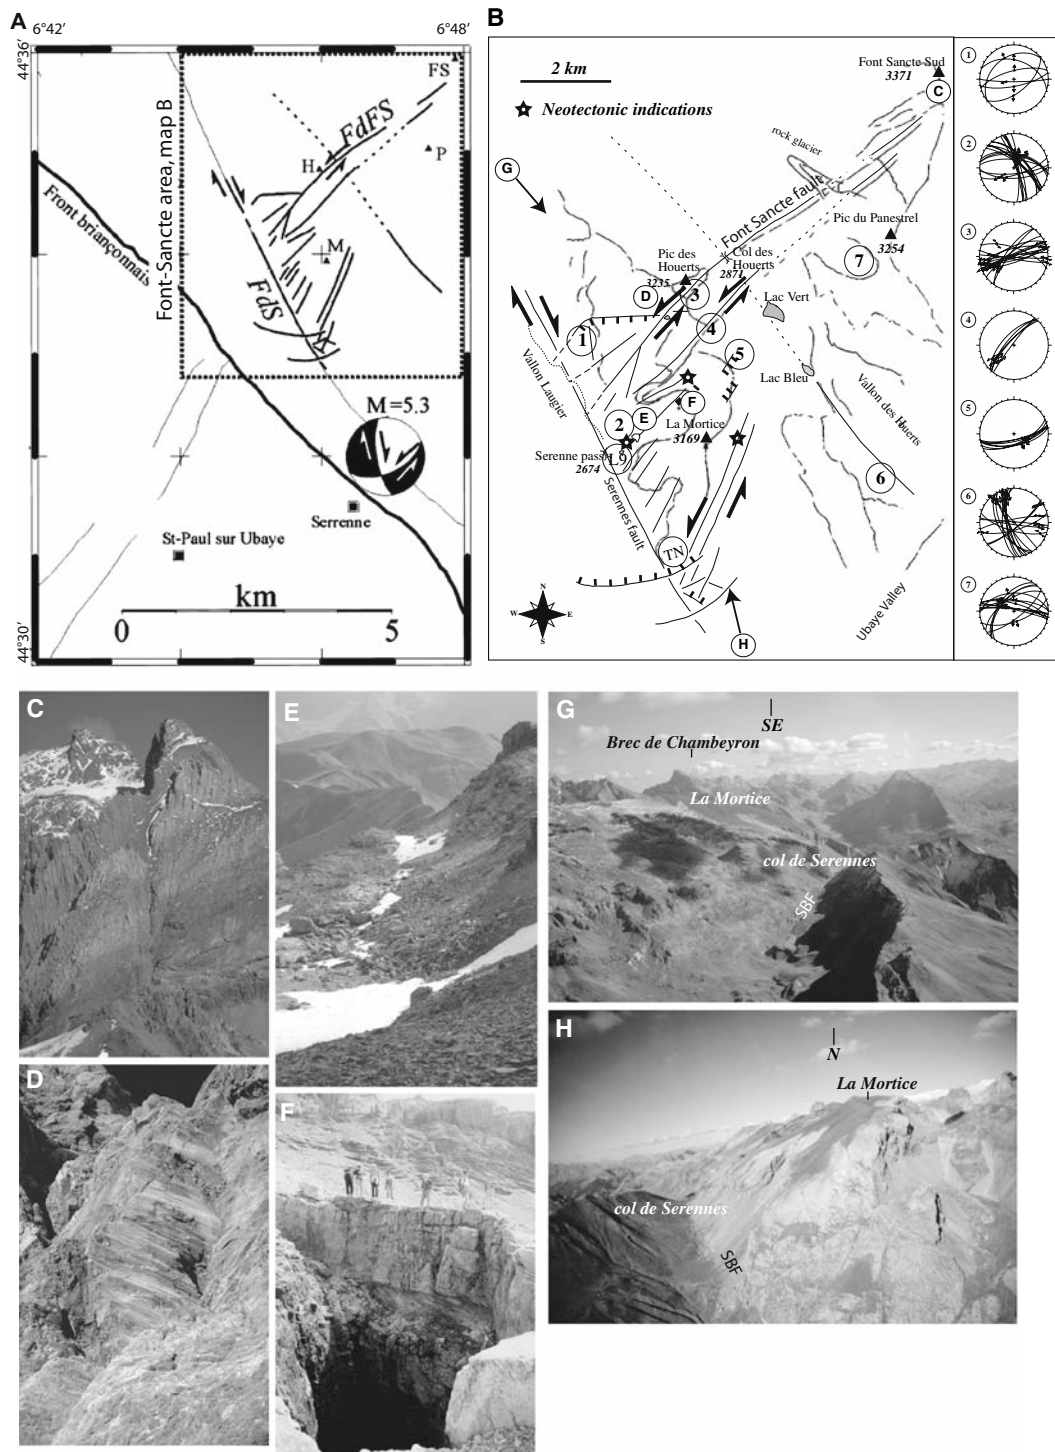 A
6°42'
6°48'
44°36'
FS
FdFS
P
H
M
Font-Sancte area, map B
Front briançonnais
FdS
M=5.3
Serrenne
St-Paul sur Ubaye
km
0
5
44°30'
B
2 km
Neotectonic indications
Font Sancte Sud
3371
C
rock glacier
G
Font Sancte fault
Pic du Panestrel
3254
7
Pic des
Houerts
3235
Col des
Houerts
2871
D
3
Lac Vert
1
4
5
Vallon Laugier
Lac Bleu
Vallon des Houerts
F
2
E
La Mortice
3169
Serenne pass
2674
L9
6
Serennes fault
TN
N
W
E
S
H
Ubaye Valley
1
2
3
4
5
6
7
C
E
G
SE
Brec de Chambeyron
La Mortice
col de Serennes
SBF
D
F
H
N
La Mortice
col de Serennes
SBF